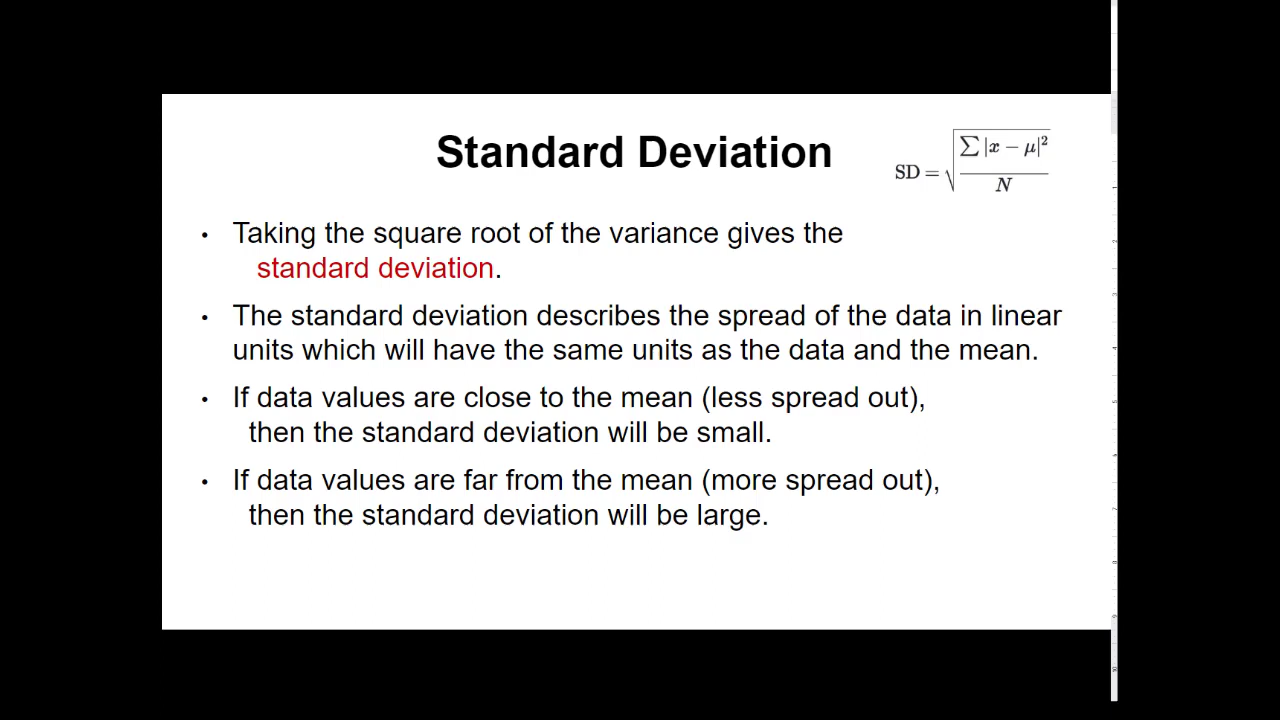 Standard Deviation
SD = √(∑|x − μ|² / N)
• Taking the square root of the variance gives the
standard deviation.
• The standard deviation describes the spread of the data in linear
units which will have the same units as the data and the mean.
• If data values are close to the mean (less spread out),
then the standard deviation will be small.
• If data values are far from the mean (more spread out),
then the standard deviation will be large.